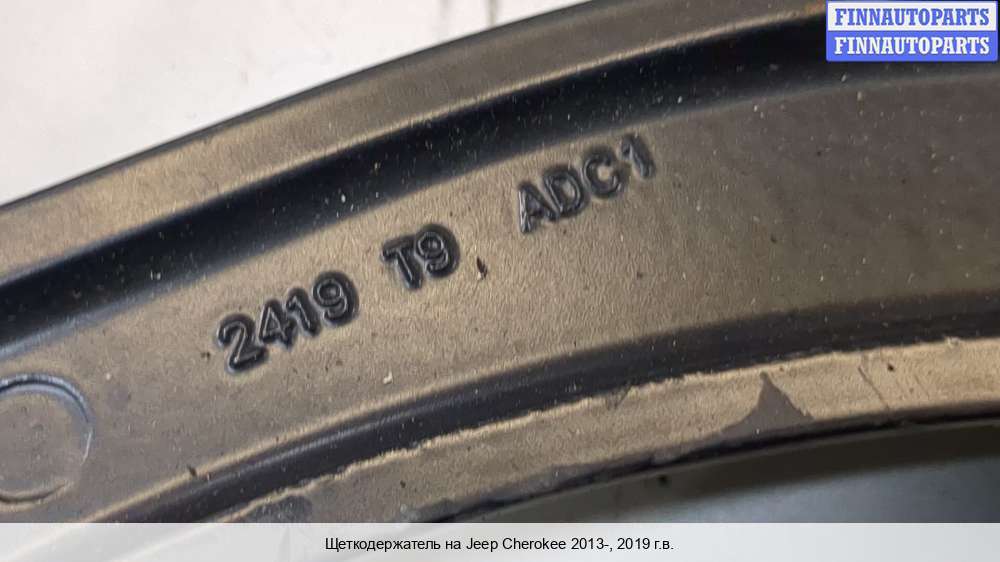 FINNAUTOPARTS
FINNAUTOPARTS
2419 T9 ADC1
Щеткодержатель на Jeep Cherokee 2013-, 2019 г.в.